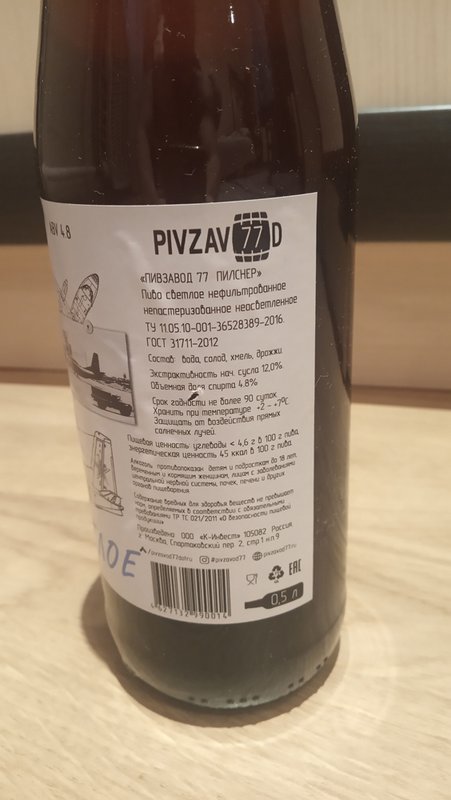 ABV 4.8
PIVZAV77D
«ПИВЗАВОД 77 ПИЛСНЕР»
Пиво светлое нефильтрованное
непастеризованное неосветленное
ТУ 11.05.10-001-36528389-2016.
ГОСТ 31711-2012
Состав: вода, солод, хмель, дрожжи.
Экстрактивность нач. сусла 12,0%.
Объемная доля спирта 4.8%.
Срок годности не более 90 суток.
Хранить при температуре +2 – +7°C.
Защищать от воздействия прямых
солнечных лучей.
Пищевая ценность: углеводы < 4,6 г в 100 г пива,
энергетическая ценность 45 ккал в 100 г пива.
Алкоголь противопоказан детям и подросткам до 18 лет,
беременным и кормящим женщинам, лицам с заболеваниями
центральной нервной системы, почек, печени и других
органов пищеварения.
Содержание вредных для здоровья веществ не превышает
норм, определяемых в соответствии с обязательными
требованиями ТР ТС 021/2011 «О безопасности пищевой
продукции»
Произведено ООО «К-Инвест» 105082 Россия,
г. Москва, Спартаковский пер. 2, стр.1 н.п.9
/pivzavod77dotru #pivzavod77 pivzavod77.ru
ЛОЕ
EAC
0,5 л